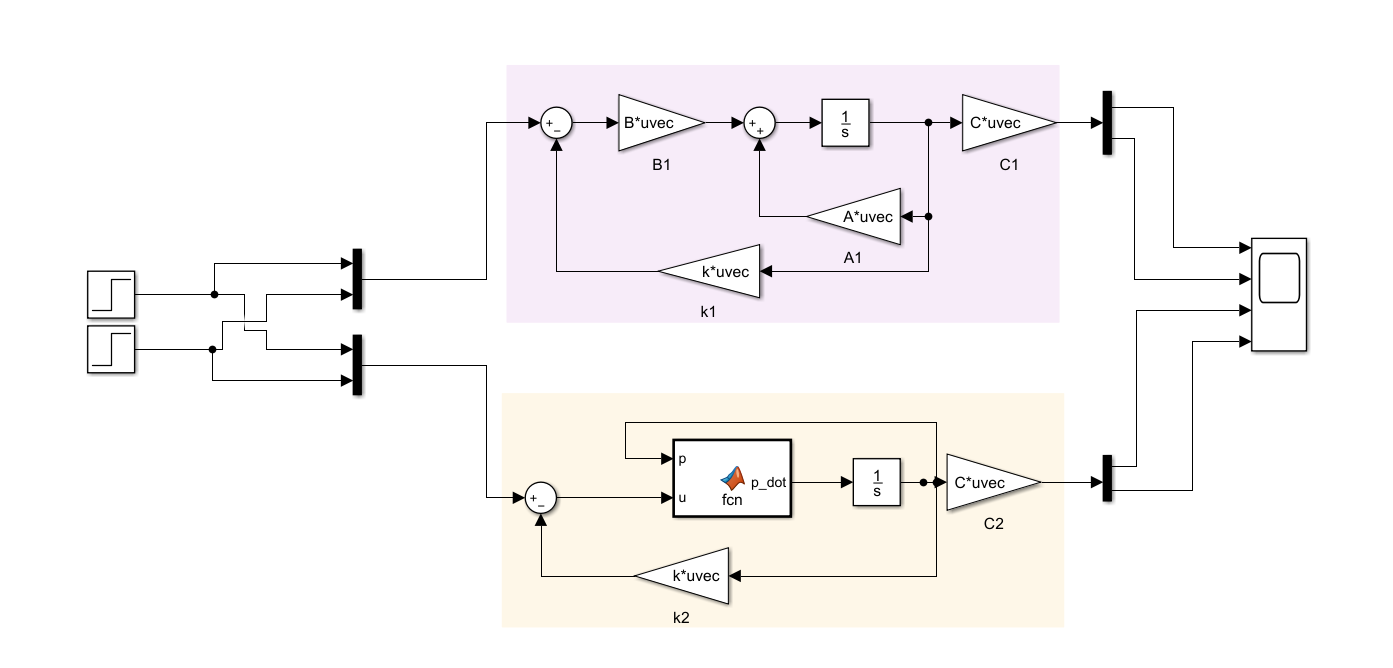 +
−
B*uvec
B1
+
+
1
s
C*uvec
C1
A*uvec
A1
k*uvec
k1
+
−
p
u
fcn
p_dot
1
s
C*uvec
C2
k*uvec
k2